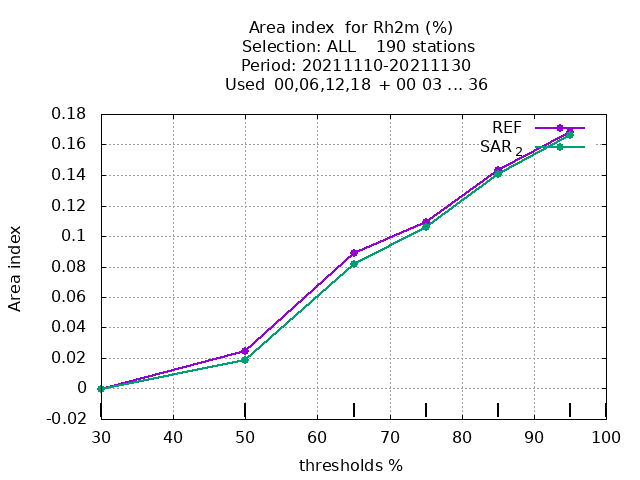 Area index  for Rh2m (%)
Selection: ALL    190 stations
Period: 20211110-20211130
Used  00,06,12,18  + 00 03 ... 36
0.18
0.16
0.14
0.12
0.1
0.08
0.06
0.04
0.02
0
-0.02
Area index
REF
SAR 2
30 40 50 60 70 80 90 100
thresholds %